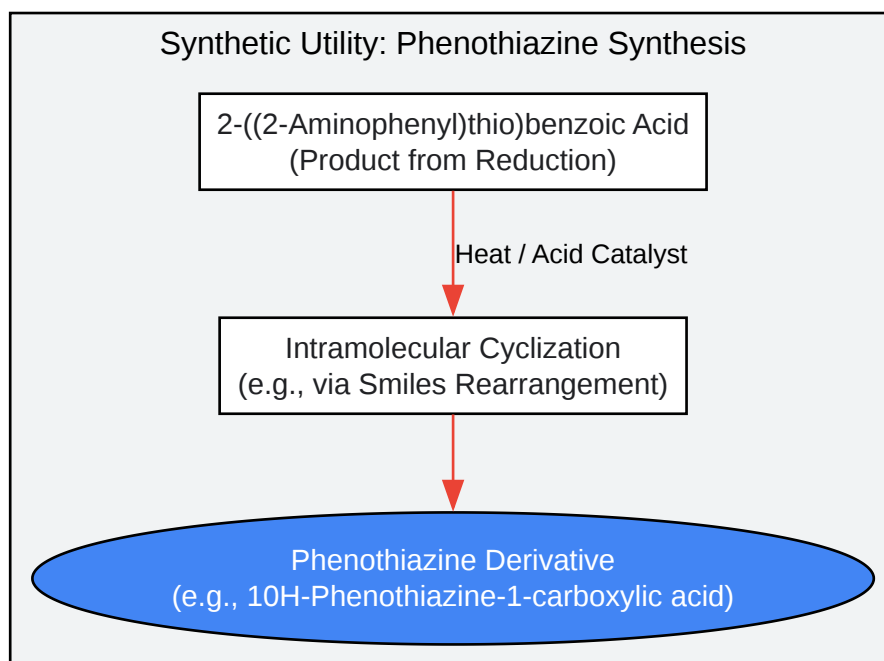 Synthetic Utility: Phenothiazine Synthesis
2-((2-Aminophenyl)thio)benzoic Acid
(Product from Reduction)
Heat / Acid Catalyst
Intramolecular Cyclization
(e.g., via Smiles Rearrangement)
Phenothiazine Derivative
(e.g., 10H-Phenothiazine-1-carboxylic acid)